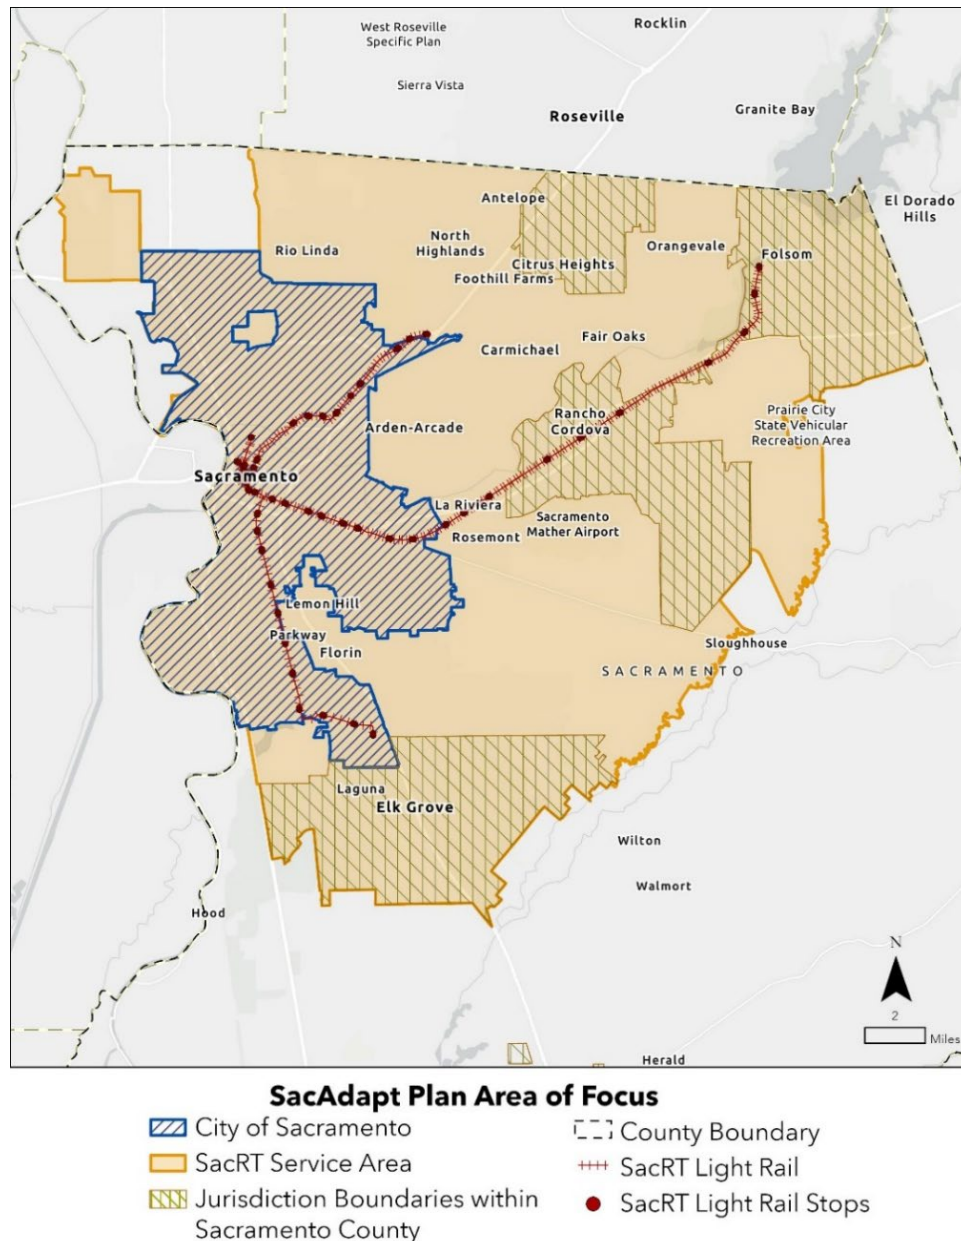 Rocklin
West Roseville
Specific Plan
Sierra Vista
Granite Bay
Roseville
El Dorado
Hills
Antelope
North
Highlands
Rio Linda
Orangevale
Folsom
Citrus Heights
Foothill Farms
Fair Oaks
Carmichael
Prairie City
State Vehicular
Recreation Area
Rancho
Cordova
Arden-Arcade
Sacramento
La Riviera
Sacramento
Mather Airport
Rosemont
Lemon Hill
Parkway
Florin
Sloughhouse
SACRAMENTO
Laguna
Elk Grove
Wilton
Walmort
Hood
N
2
Miles
Herald
SacAdapt Plan Area of Focus
City of Sacramento
SacRT Service Area
Jurisdiction Boundaries within
Sacramento County
County Boundary
SacRT Light Rail
SacRT Light Rail Stops